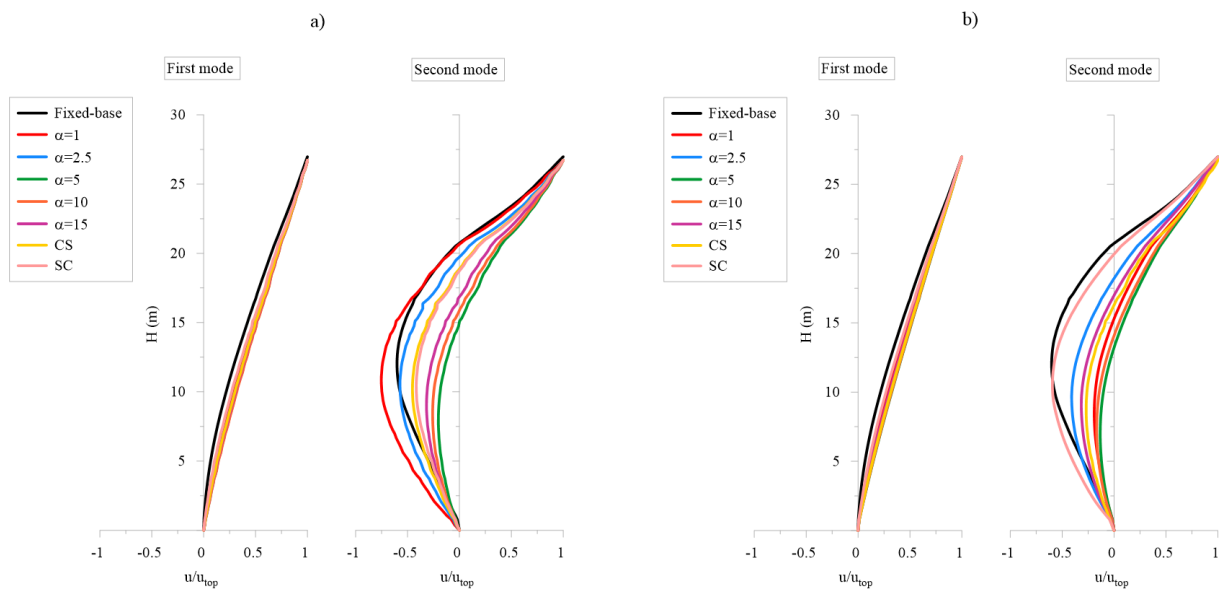 a)
First mode
Second mode
Fixed-base
α=1
α=2.5
α=5
α=10
α=15
CS
SC
H (m)
30
25
20
15
10
5
-1
-1 -0.5 0 0.5 1
0 0.5 1
u/utop
u/utop
b)
First mode
Second mode
Fixed-base
α=1
α=2.5
α=5
α=10
α=15
CS
SC
H (m)
30
25
20
15
10
5
-1 -0.5 0 0.5 1
-1 -0.5 0 0.5 1
u/utop
u/utop